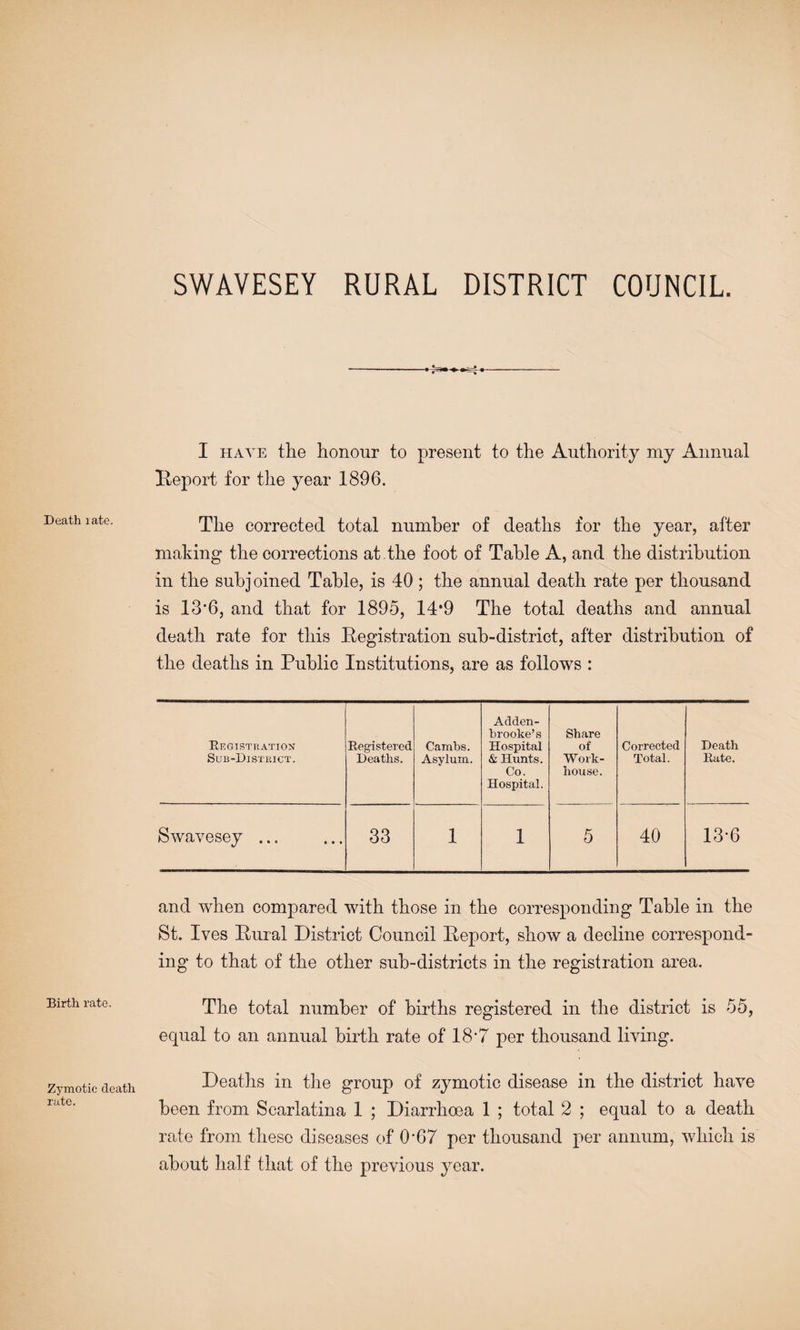 SWAVESEY RURAL DISTRICT COUNCIL.
I HAVE the honour to present to the Authority my Annual
Report for the year 1896.
Death rate.
The corrected total number of deaths for the year, after
making the corrections at the foot of Table A, and the distribution
in the subjoined Table, is 40; the annual death rate per thousand
is 13·6, and that for 1895, 14·9 The total deaths and annual
death rate for this Registration sub-district, after distribution of
the deaths in Public Institutions, are as follows :
REGISTRATION SUB-DISTRICT.
Registered Deaths.
Cambs. Asylum.
Adden-
brooke's
Hospital
& Hunts.
Co.
Hospital.
Share
of
Work-
house.
Corrected Total.
Death Rate.
Swavesey ... ... 33 1 1 5 40 13·6
and when compared with those in the corresponding Table in the
St. Ives Rural District Council Report, show a decline correspond-
ing to that of the other sub-districts in the registration area.
Birth rate.
The total number of births registered in the district is 55,
equal to an annual birth rate of 18·7 per thousand living.
Zymotic death
rate.
Deaths in the group of zymotic disease in the district have
been from Scarlatina 1 ; Diarrhœa 1 ; total 2 ; equal to a death
rate from these diseases of 0·67 per thousand per annum, which is
about half that of the previous year.